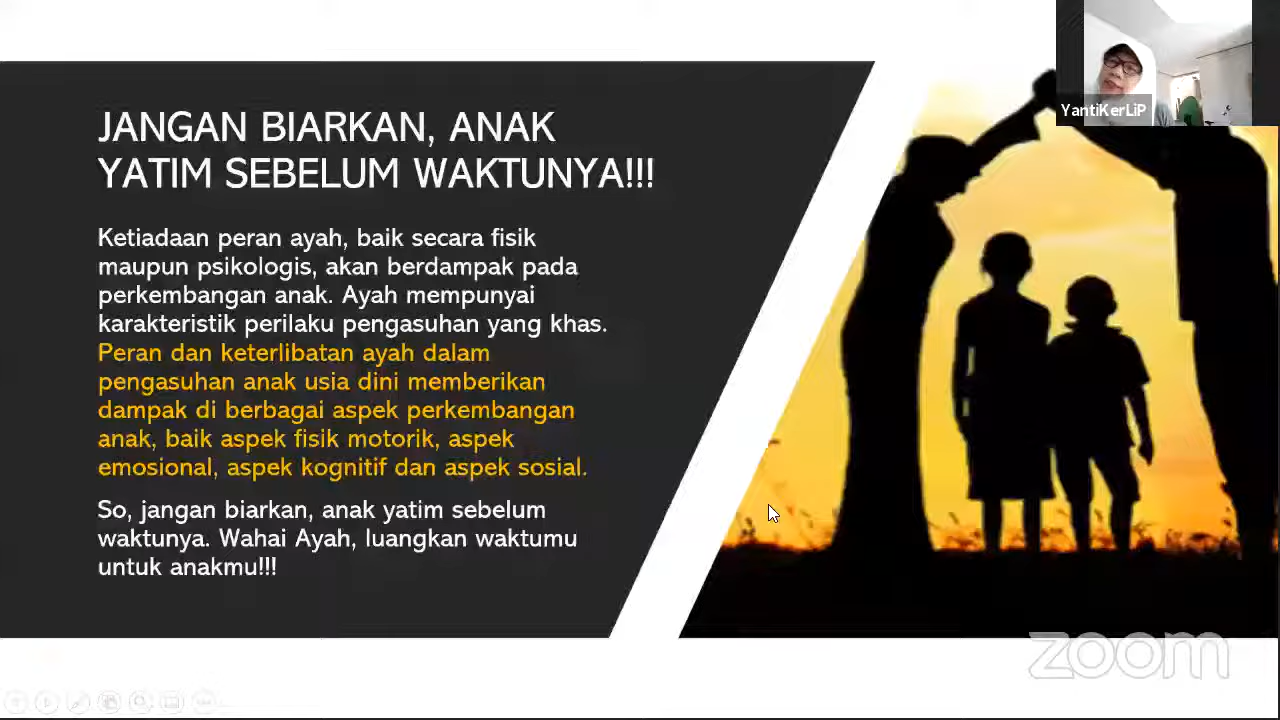 JANGAN BIARKAN, ANAK
YATIM SEBELUM WAKTUNYA!!!
Ketiadaan peran ayah, baik secara fisik
maupun psikologis, akan berdampak pada
perkembangan anak. Ayah mempunyai
karakteristik perilaku pengasuhan yang khas.
Peran dan keterlibatan ayah dalam
pengasuhan anak usia dini memberikan
dampak di berbagai aspek perkembangan
anak, baik aspek fisik motorik, aspek
emosional, aspek kognitif dan aspek sosial.
So, jangan biarkan, anak yatim sebelum
waktunya. Wahai Ayah, luangkan waktumu
untuk anakmu!!!
YantiKerLiP
zoom